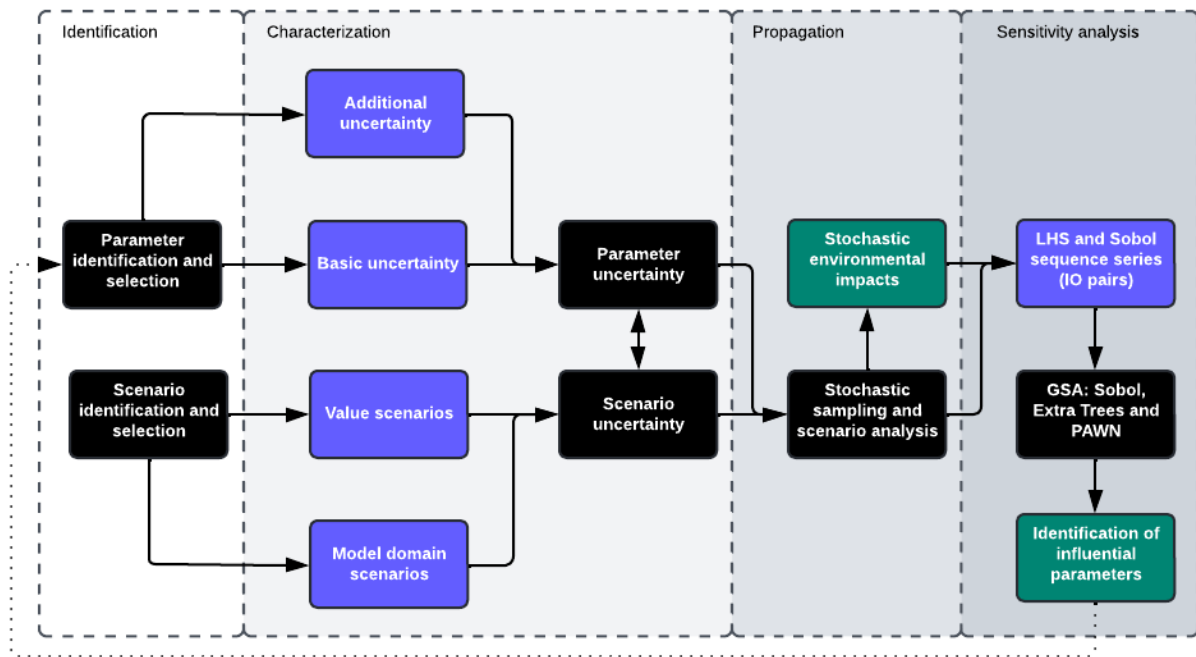 Identification
Characterization
Propagation
Sensitivity analysis
Additional
uncertainty
Parameter
identification and
selection
Basic uncertainty
Parameter
uncertainty
Stochastic
environmental
impacts
LHS and Sobol
sequence series
(IO pairs)
Scenario
identification and
selection
Value scenarios
Scenario
uncertainty
Stochastic
sampling and
scenario analysis
GSA: Sobol,
Extra Trees and
PAWN
Model domain
scenarios
Identification of
influential
parameters